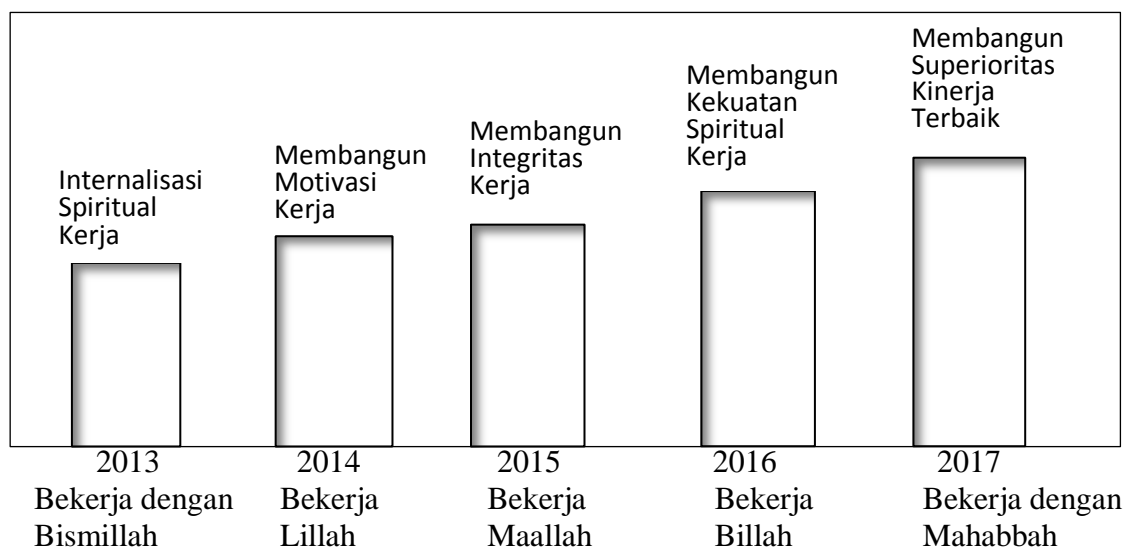 Internalisasi
Spiritual
Kerja
Membangun
Motivasi
Kerja
Membangun
Integritas
Kerja
Membangun
Kekuatan
Spiritual
Kerja
Membangun
Superioritas
Kinerja
Terbaik
2013
Bekerja dengan
Bismillah
2014
Bekerja
Lillah
2015
Bekerja
Maallah
2016
Bekerja
Billah
2017
Bekerja dengan
Mahabbah